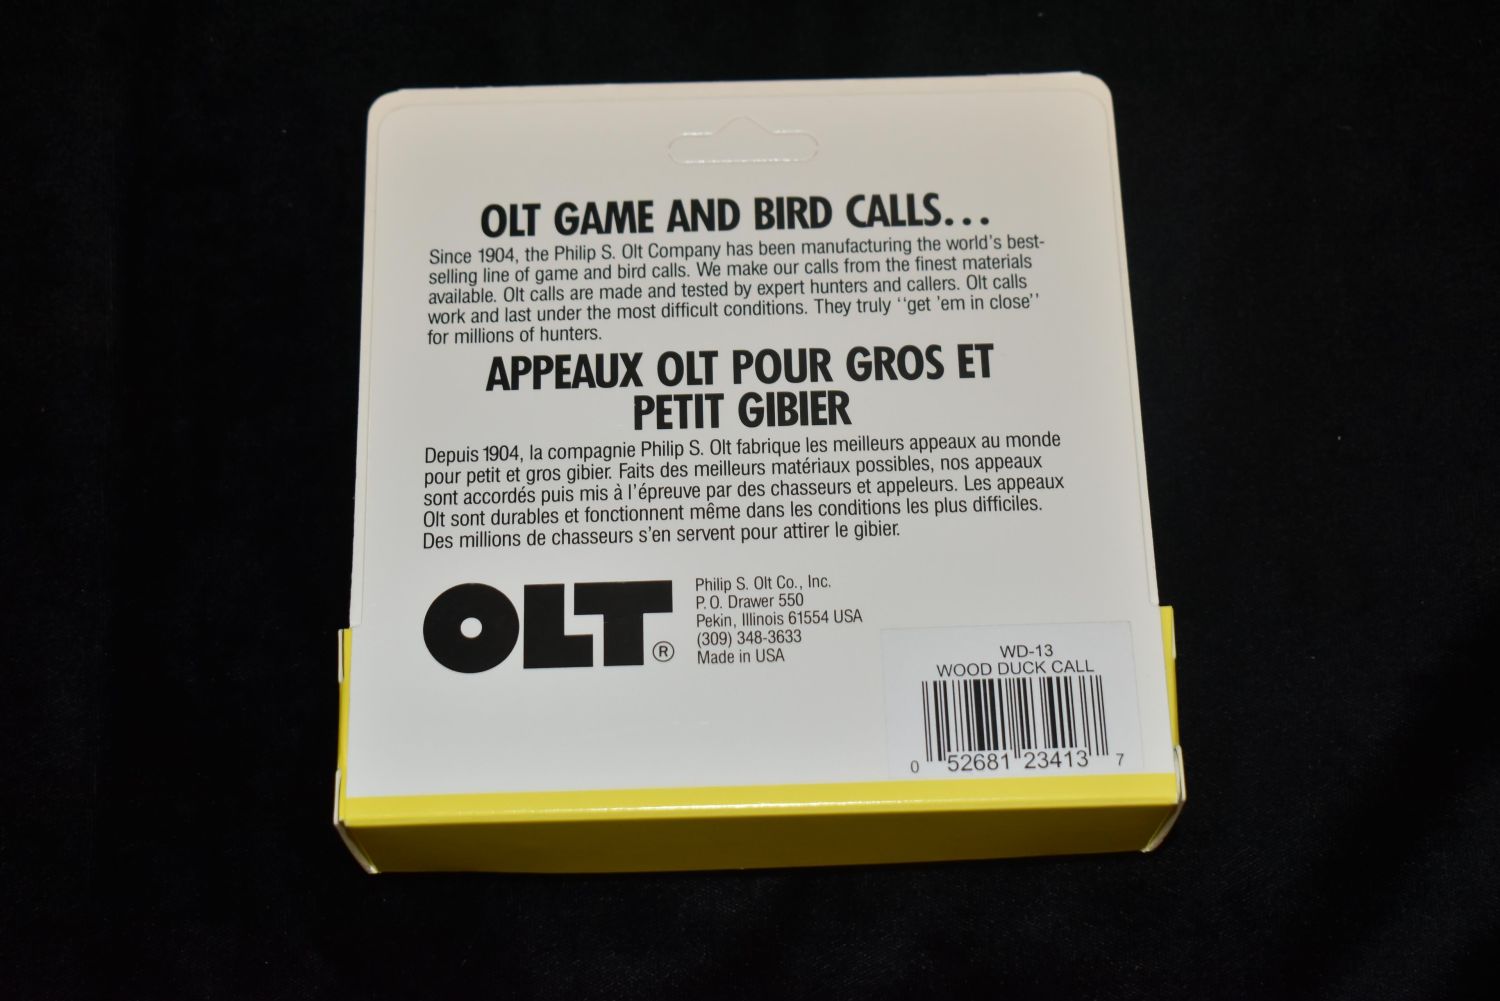 OLT GAME AND BIRD CALLS...
Since 1904, the Philip S. Olt Company has been manufacturing the world's best-
selling line of game and bird calls. We make our calls from the finest materials
available. Olt calls are made and tested by expert hunters and callers. Olt calls
work and last under the most difficult conditions. They truly "get 'em in close"
for millions of hunters.
APPEAUX OLT POUR GROS ET
PETIT GIBIER
Depuis 1904, la compagnie Philip S. Olt fabrique les meilleurs appeaux au monde
pour petit et gros gibier. Faits des meilleurs matériaux possibles, nos appeaux
sont accordés puis mis à l'épreuve par des chasseurs et appeleurs. Les appeaux
Olt sont durables et fonctionnent même dans les conditions les plus difficiles.
Des millions de chasseurs s'en servent pour attirer le gibier.
OLT®
Philip S. Olt Co., Inc.
P.O. Drawer 550
Pekin, Illinois 61554 USA
(309) 348-3633
Made in USA
WD-13
WOOD DUCK CALL
0 52681 23413 7